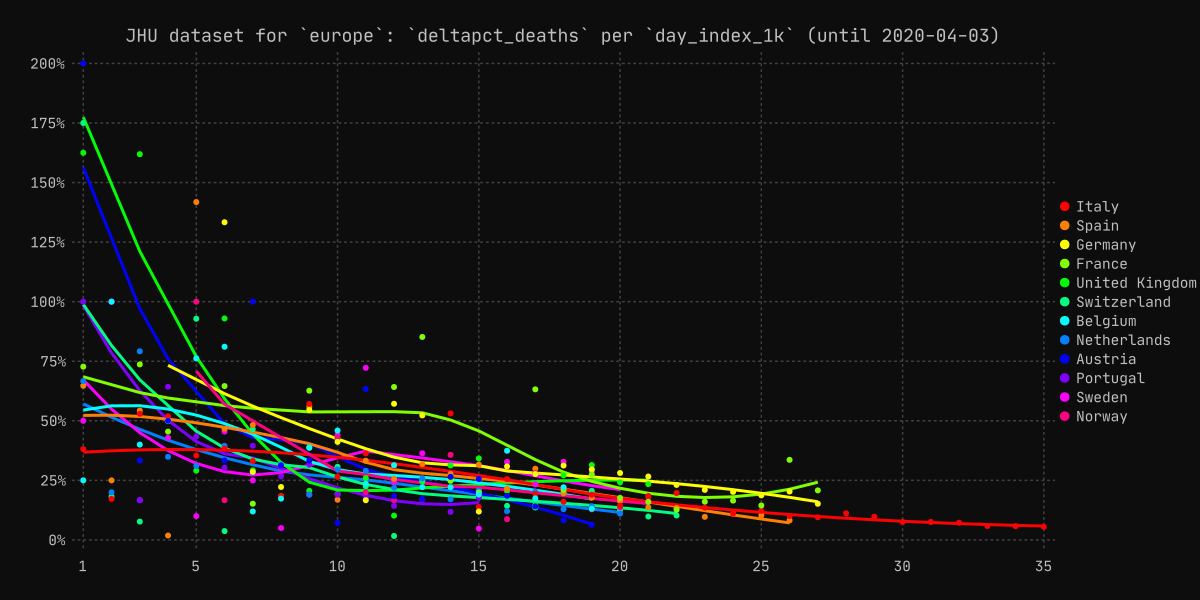 JHU dataset for `europe`: `deltapct_deaths` per `day_index_1k` (until 2020-04-03)
200%
175%
150%
125%
100%
75%
50%
25%
0%
1 5 10 15 20 25 30 35
Italy
Spain
Germany
France
United Kingdom
Switzerland
Belgium
Netherlands
Austria
Portugal
Sweden
Norway